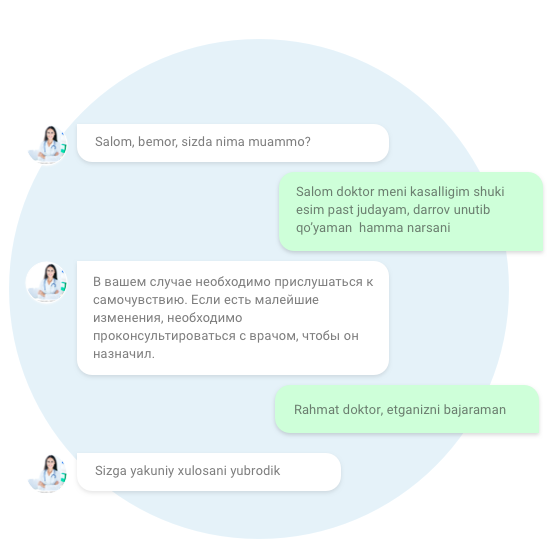 Salom, bemor, sizda nima muammo?
Salom doktor meni kasalligim shuki
esim past judayam, darrov unutib
qo’yaman  hamma narsani
В вашем случае необходимо прислушаться к
самочувствию. Если есть малейшие
изменения, необходимо
проконсультироваться с врачом, чтобы он
назначил.
Rahmat doktor, etganizni bajaraman
Sizga yakuniy xulosani yubrodik